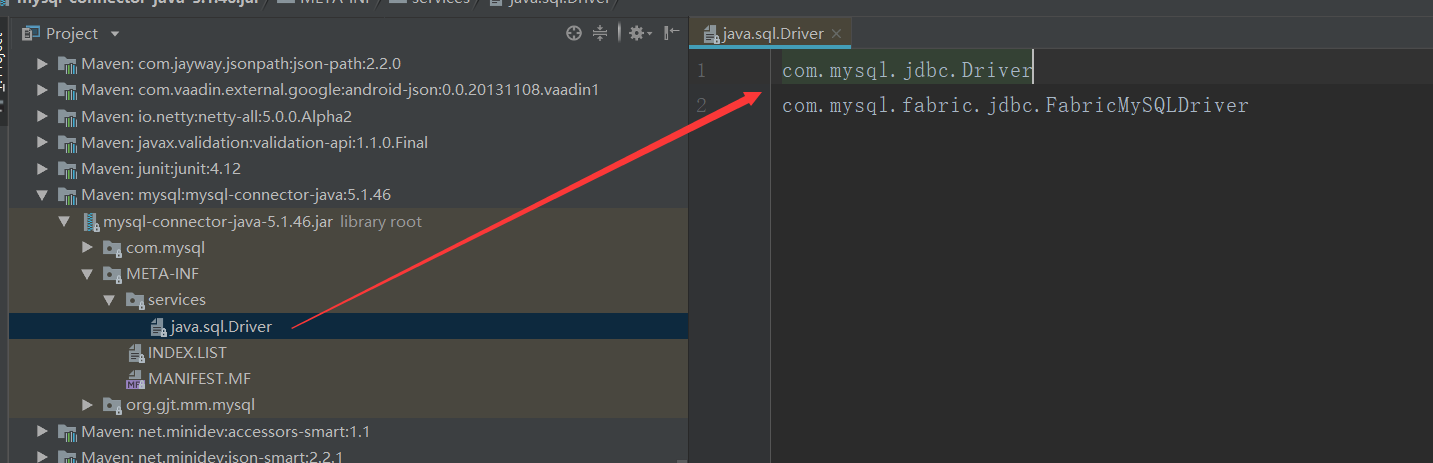 mysql-connector-java-5.1.46.jar META-INF services java.sql.Driver
Project
Project
Maven: com.jayway.jsonpath:json-path:2.2.0
Maven: com.vaadin.external.google:android-json:0.0.20131108.vaadin1
Maven: io.netty:netty-all:5.0.0.Alpha2
Maven: javax.validation:validation-api:1.1.0.Final
Maven: junit:junit:4.12
Maven: mysql:mysql-connector-java:5.1.46
mysql-connector-java-5.1.46.jar library root
com.mysql
META-INF
services
java.sql.Driver
INDEX.LIST
MF MANIFEST.MF
org.gjt.mm.mysql
Maven: net.minidev:accessors-smart:1.1
Maven: net.minidev:json-smart:2.2.1
java.sql.Driver
1 com.mysql.jdbc.Driver
2 com.mysql.fabric.jdbc.FabricMySQLDriver